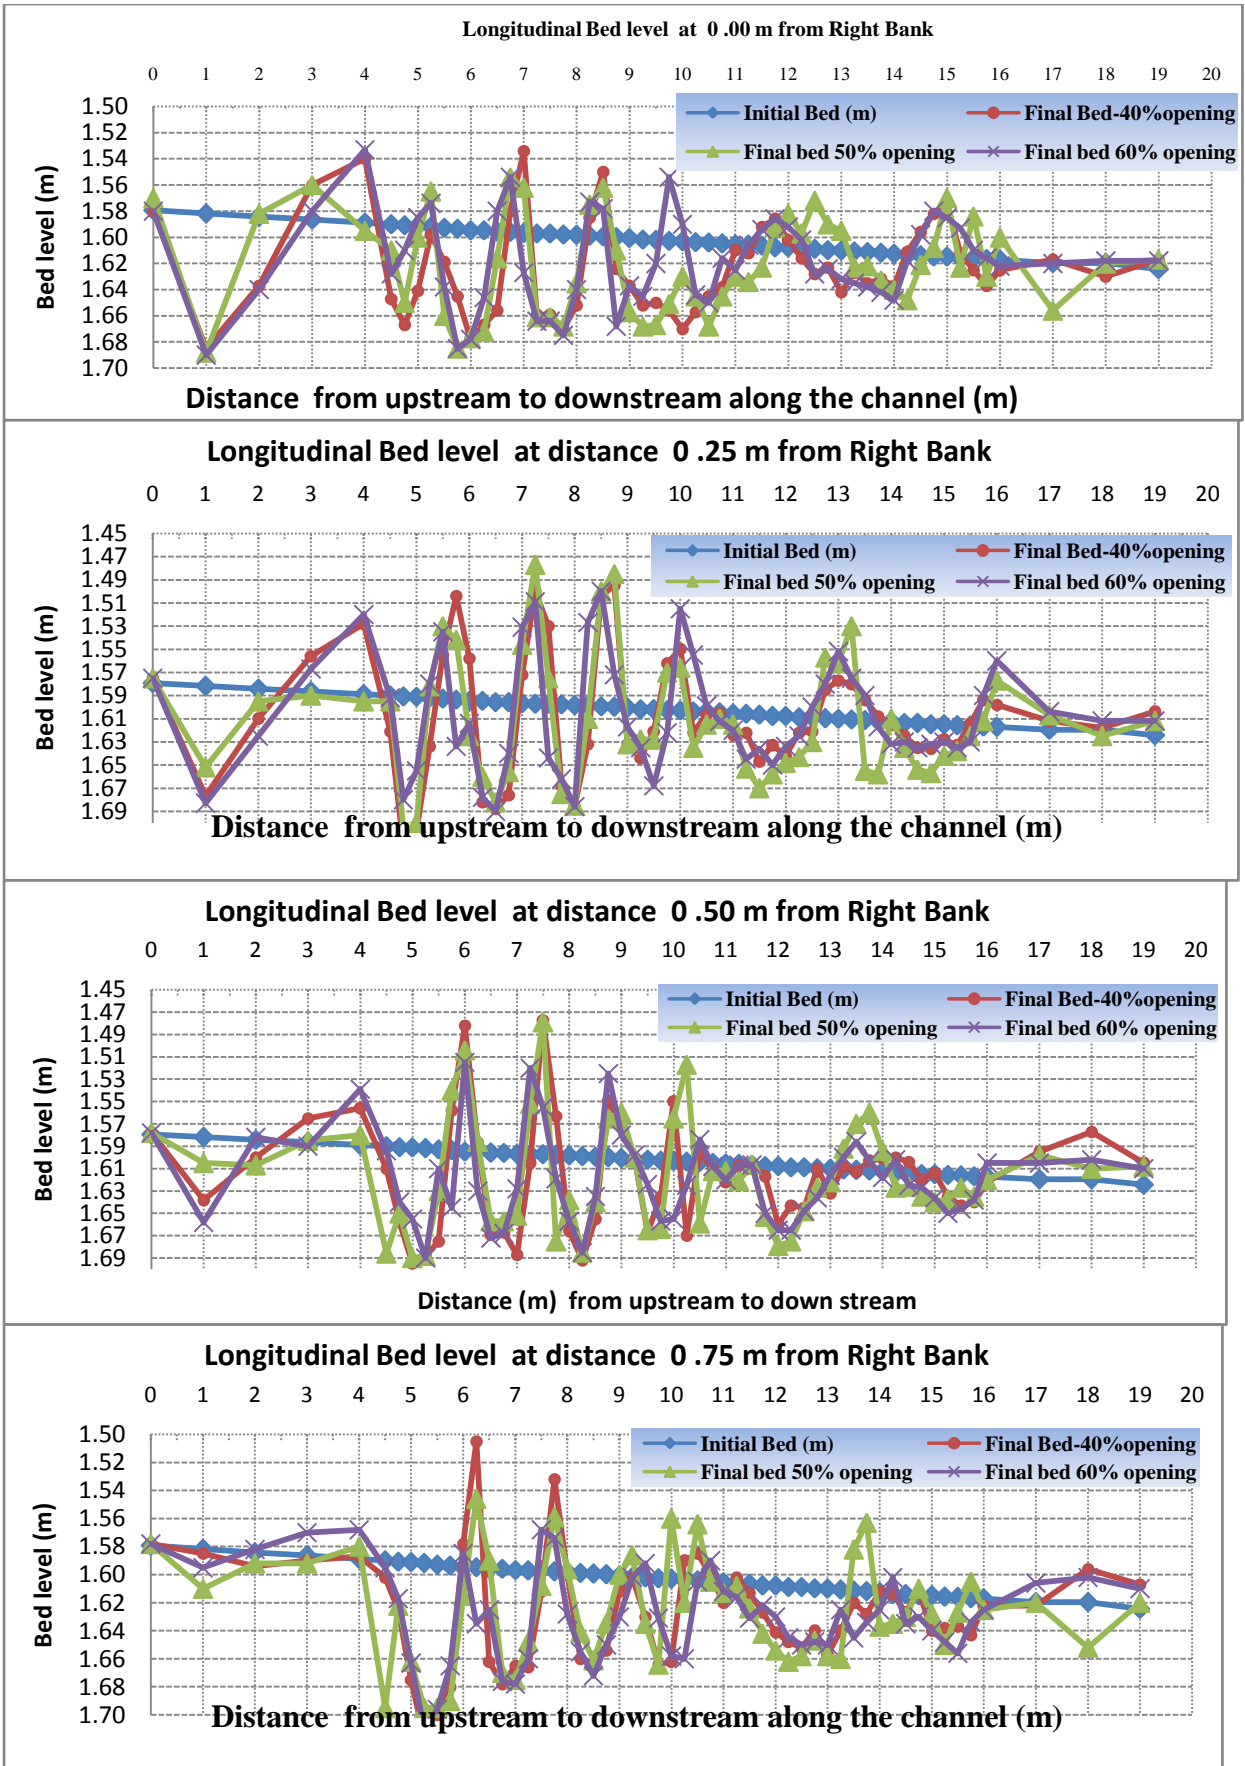 Longitudinal Bed level at 0 .00 m from Right Bank
0 1 2 3 4 5 6 7 8 9 10 11 12 13 14 15 16 17 18 19 20
1.50
1.52
1.54
1.56
1.58
1.60
1.62
1.64
1.66
1.68
1.70
Bed level (m)
Initial Bed (m) Final Bed-40%opening
Final bed 50% opening Final bed 60% opening
Distance from upstream to downstream along the channel (m)
Longitudinal Bed level at distance 0 .25 m from Right Bank
0 1 2 3 4 5 6 7 8 9 10 11 12 13 14 15 16 17 18 19 20
1.45
1.47
1.49
1.51
1.53
1.55
1.57
1.59
1.61
1.63
1.65
1.67
1.69
Bed level (m)
Initial Bed (m) Final Bed-40%opening
Final bed 50% opening Final bed 60% opening
Distance from upstream to downstream along the channel (m)
Longitudinal Bed level at distance 0 .50 m from Right Bank
0 1 2 3 4 5 6 7 8 9 10 11 12 13 14 15 16 17 18 19 20
1.45
1.47
1.49
1.51
1.53
1.55
1.57
1.59
1.61
1.63
1.65
1.67
1.69
Bed level (m)
Initial Bed (m) Final Bed-40%opening
Final bed 50% opening Final bed 60% opening
Distance (m) from upstream to down stream
Longitudinal Bed level at distance 0 .75 m from Right Bank
0 1 2 3 4 5 6 7 8 9 10 11 12 13 14 15 16 17 18 19 20
1.50
1.52
1.54
1.56
1.58
1.60
1.62
1.64
1.66
1.68
1.70
Bed level (m)
Initial Bed (m) Final Bed-40%opening
Final bed 50% opening Final bed 60% opening
Distance from upstream to downstream along the channel (m)